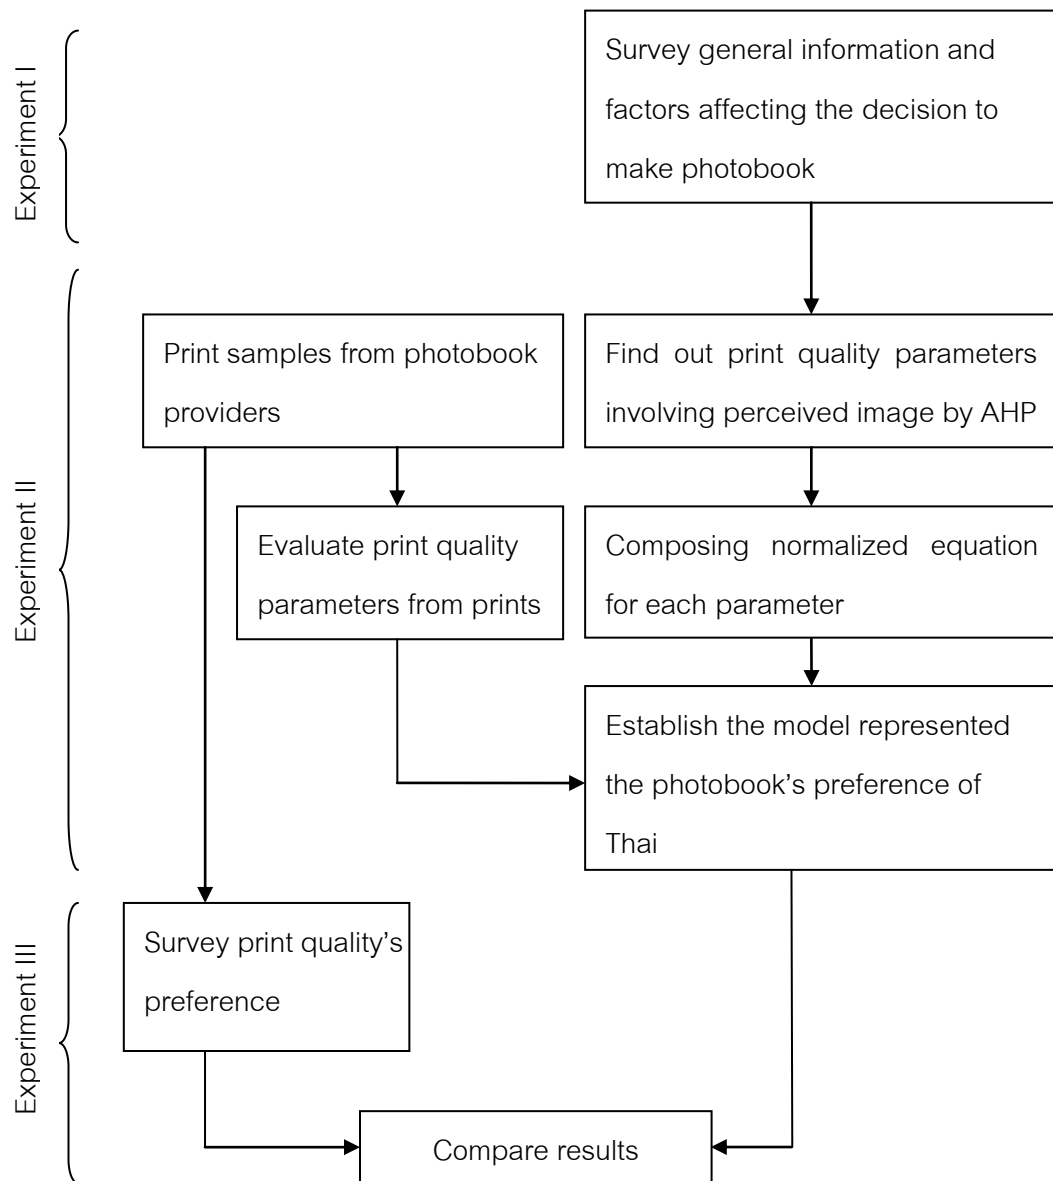 Experiment I
Survey general information and
factors affecting the decision to
make photobook
Experiment II
Print samples from photobook
providers
Find out print quality parameters
involving perceived image by AHP
Evaluate print quality
parameters from prints
Composing normalized equation
for each parameter
Establish the model represented
the photobook's preference of
Thai
Experiment III
Survey print quality's
preference
Compare results